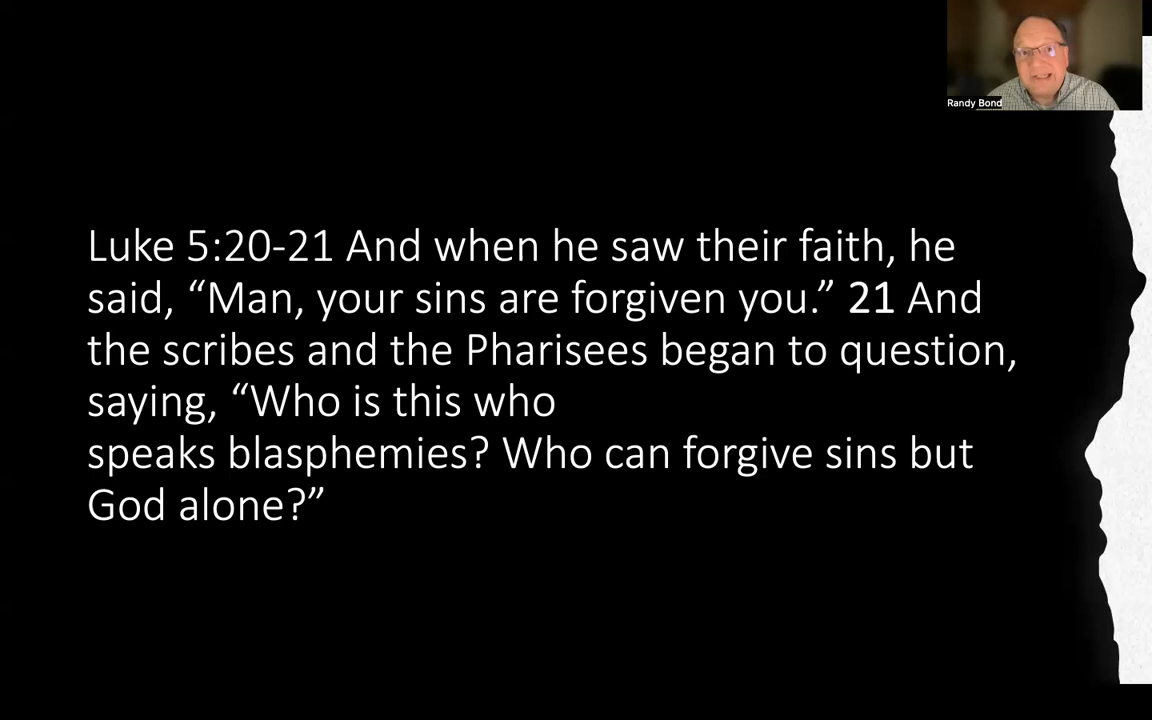 Randy Bond
Luke 5:20-21 And when he saw their faith, he
said, “Man, your sins are forgiven you.” 21 And
the scribes and the Pharisees began to question,
saying, “Who is this who
speaks blasphemies? Who can forgive sins but
God alone?”